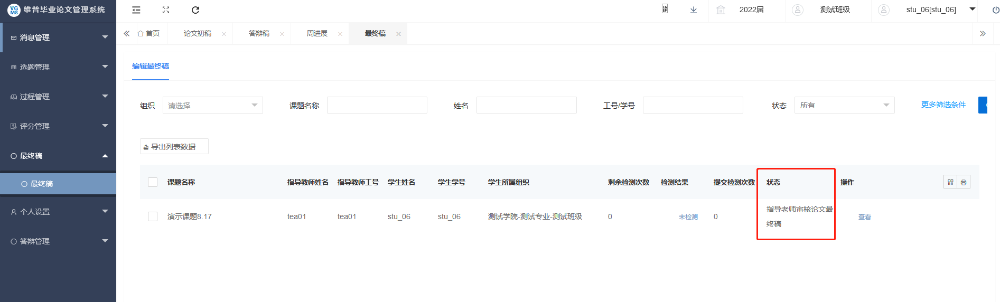 VG
MS
维普毕业论文管理系统
2022届
测试班级
stu_06[stu_06]
首页
论文初稿
答辩稿
周进展
最终稿
消息管理
选题管理
过程管理
评分管理
最终稿
最终稿
个人设置
答辩管理
编辑最终稿
组织
请选择
课题名称
姓名
工号/学号
状态
所有
更多筛选条件
导出列表数据
课题名称 指导教师姓名 指导教师工号 学生姓名 学生学号 学生所属组织 剩余检测次数 检测结果 提交检测次数 状态 操作
演示课题8.17 tea01 tea01 stu_06 stu_06 测试学院-测试专业-测试班级 0 未检测 0 指导老师审核论文最 查看
终稿